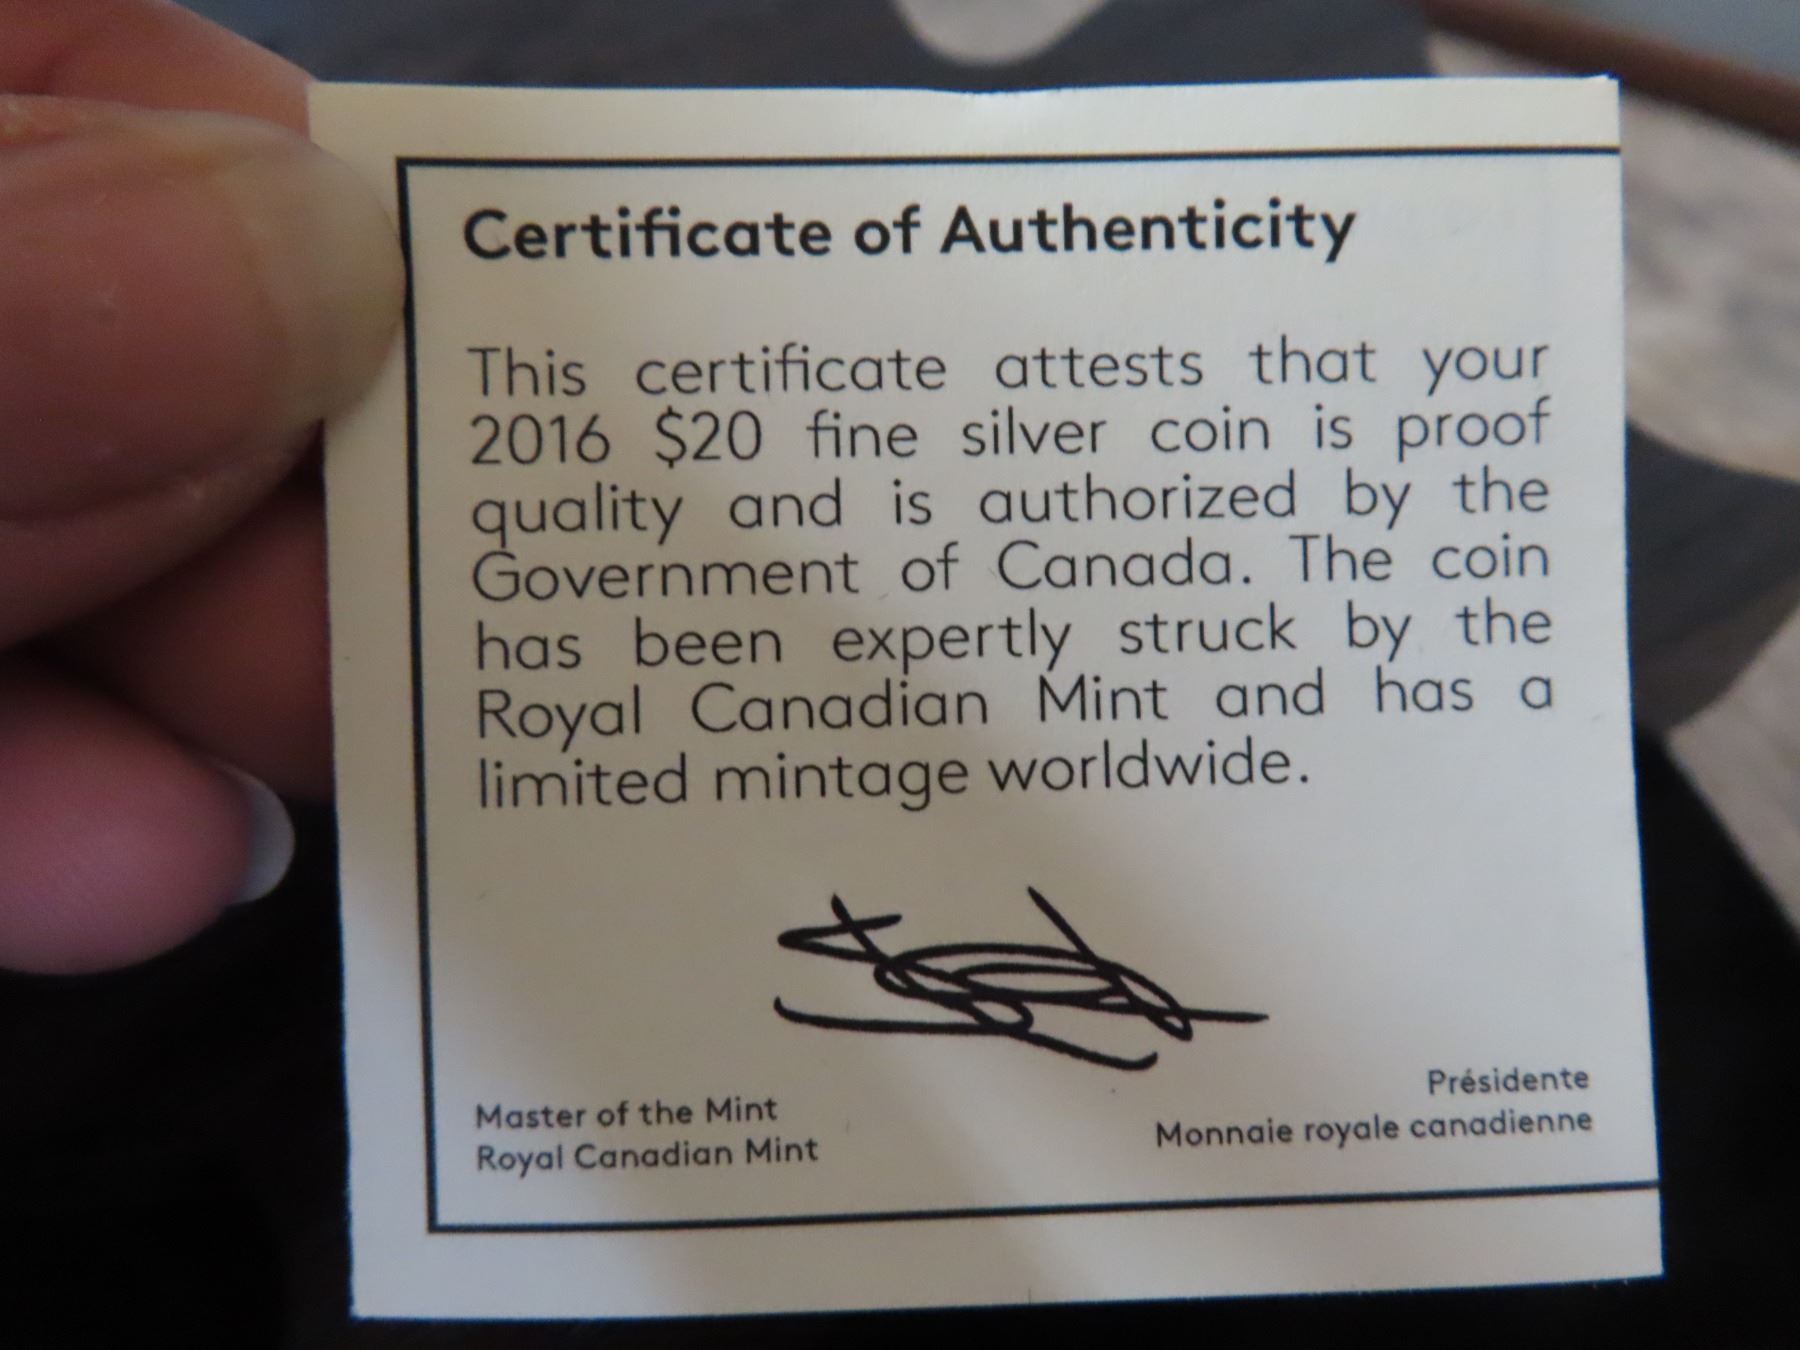 Certificate of Authenticity
This certificate attests that your
2016 $20 fine silver coin is proof
quality and is authorized by the
Government of Canada. The coin
has been expertly struck by the
Royal Canadian Mint and has a
limited mintage worldwide.
Master of the Mint
Royal Canadian Mint
Présidente
Monnaie royale canadienne